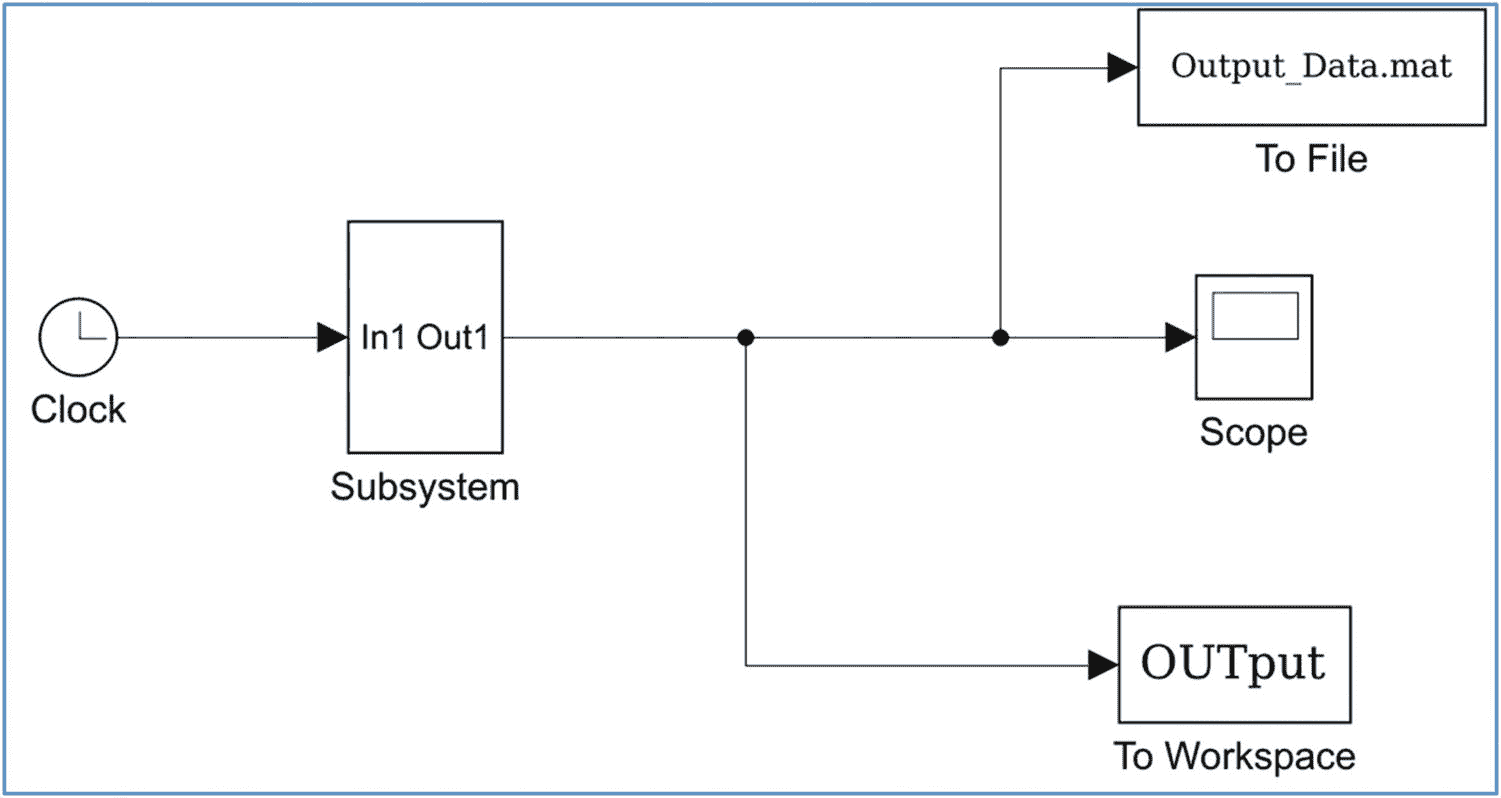 Output_Data.mat
To File
In1 Out1
Clock
Scope
Subsystem
OUTput
To Workspace